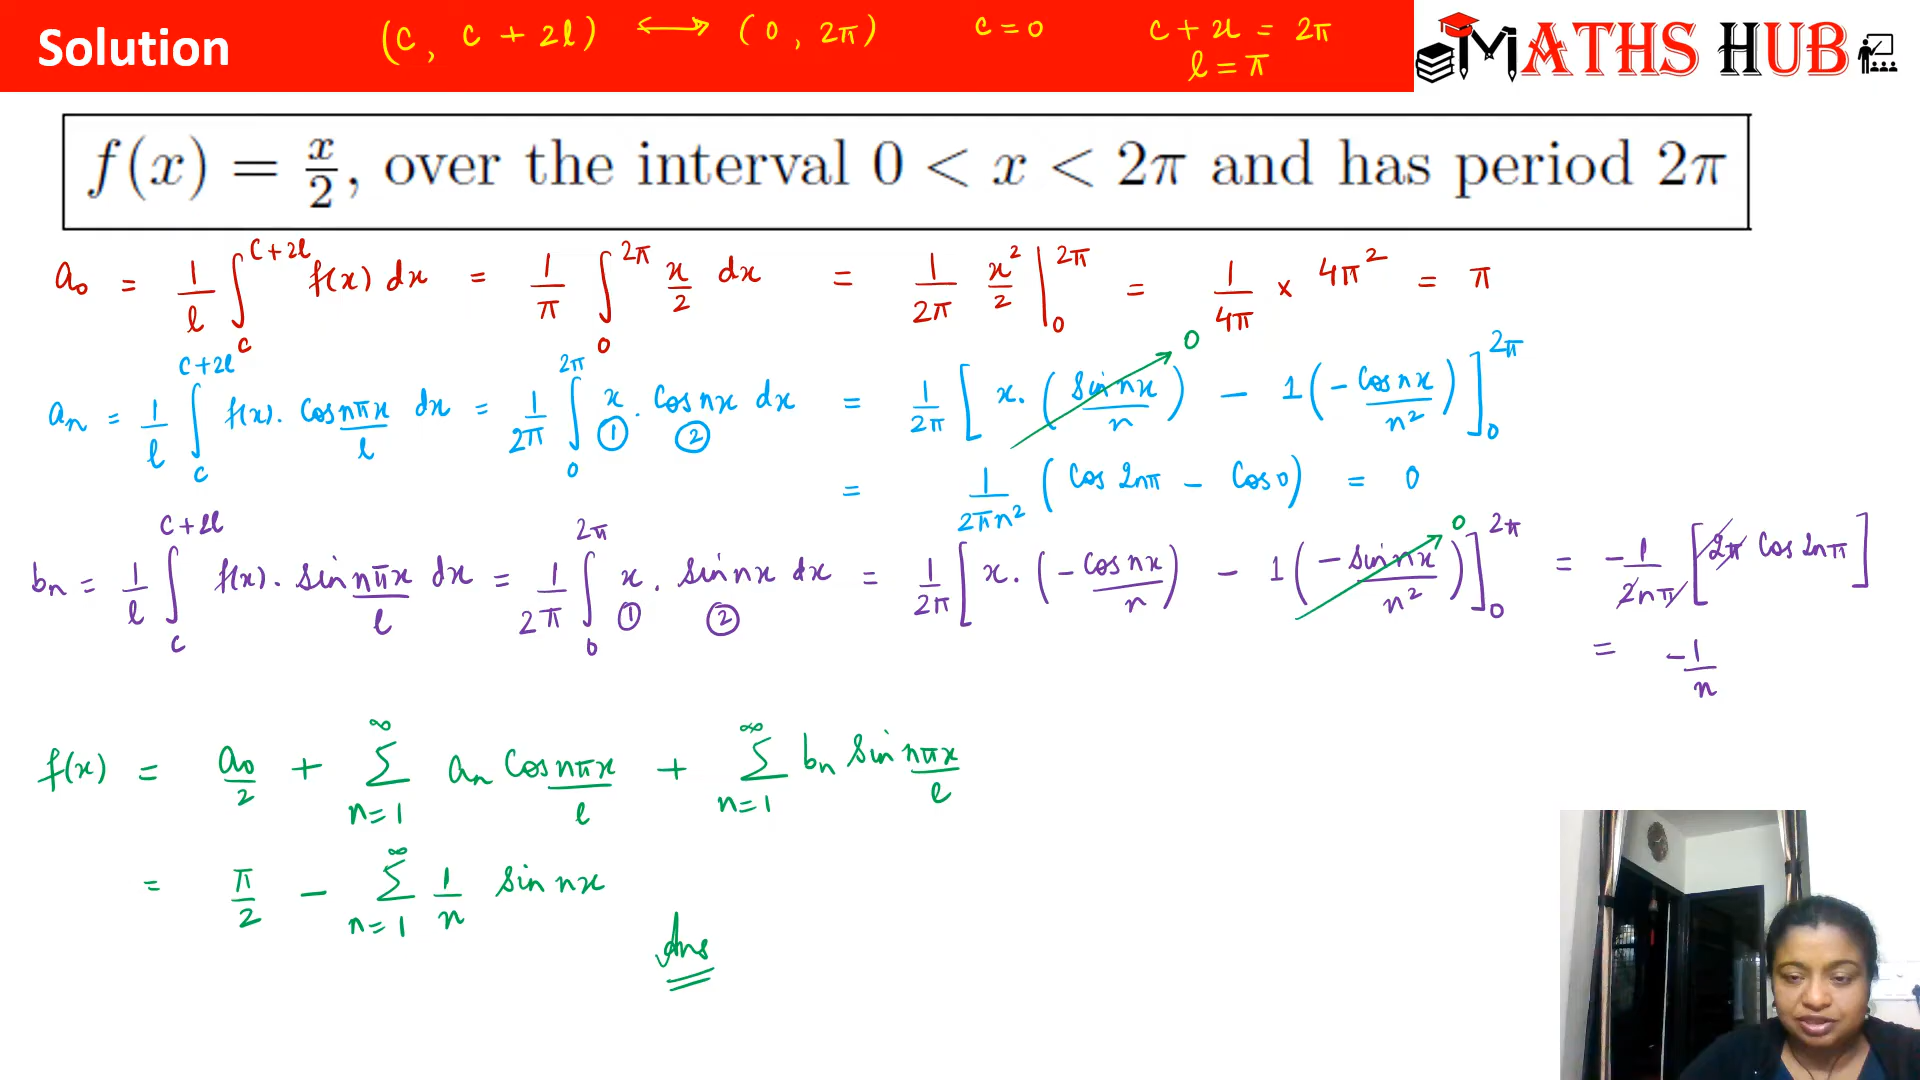 Solution (c, c + 2l) ⟷ (0, 2π) c = 0 c + 2l = 2π
l = π
MATHS HUB
f(x) = x/2, over the interval 0 < x < 2π and has period 2π
a₀ = 1/l ∫_c^{c+2l} f(x) dx = 1/π ∫_0^{2π} x/2 dx = 1/2π x²/2 |_0^{2π} = 1/4π × 4π² = π
aₙ = 1/l ∫_c^{c+2l} f(x). Cos nπx/l dx = 1/2π ∫_0^{2π} x . Cos nx dx = 1/2π [ x. (sin nx/n) - 1(-Cos nx/n²) ]_0^{2π}
0
① ②
= 1/2πn² (Cos 2nπ - Cos 0) = 0
bₙ = 1/l ∫_c^{c+2l} f(x). sin nπx/l dx = 1/2π ∫_0^{2π} x . sin nx dx = 1/2π [ x. (-Cos nx/n) - 1(-sin nx/n²) ]_0^{2π} = -1/2nπ [ 2π Cos 2nπ ]
0
① ②
= -1/n
f(x) = a₀/2 + ∑_{n=1}^∞ aₙ Cos nπx/l + ∑_{n=1}^∞ bₙ sin nπx/l
= π/2 - ∑_{n=1}^∞ 1/n sin nx
Ans